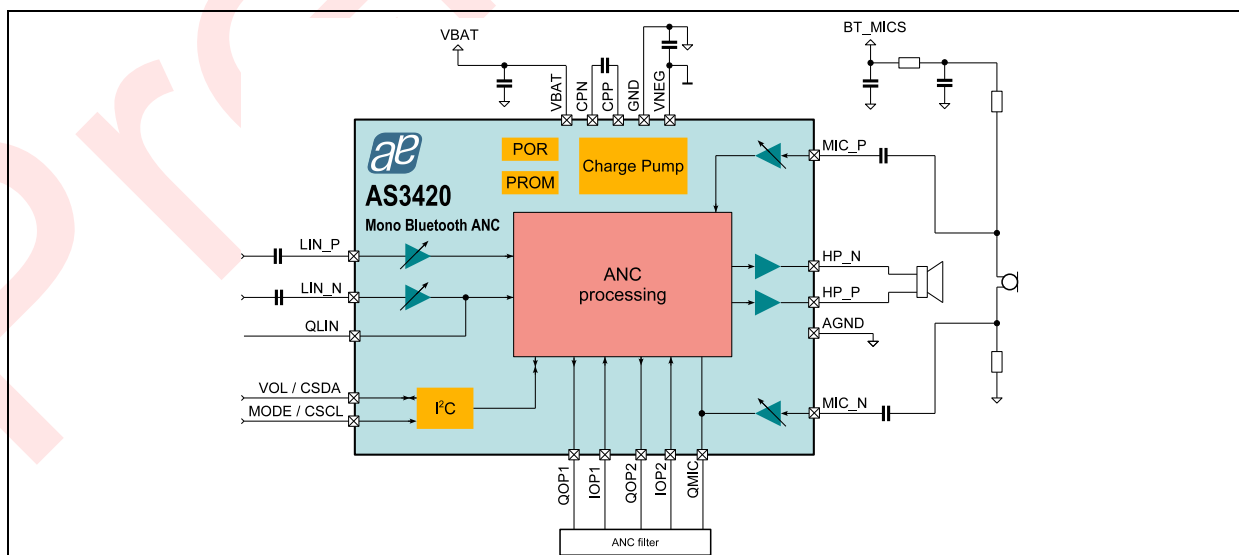 VBAT
BT_MICS
VBAT
CPN
CPP
GND
VNEG
POR
PROM
Charge Pump
MIC_P
AS3420
Mono Bluetooth ANC
LIN_P
LIN_N
QLIN
ANC
processing
HP_N
HP_P
AGND
VOL / CSDA
MODE / CSCL
I²C
MIC_N
QOP1
IOP1
QOP2
IOP2
QMIC
ANC filter